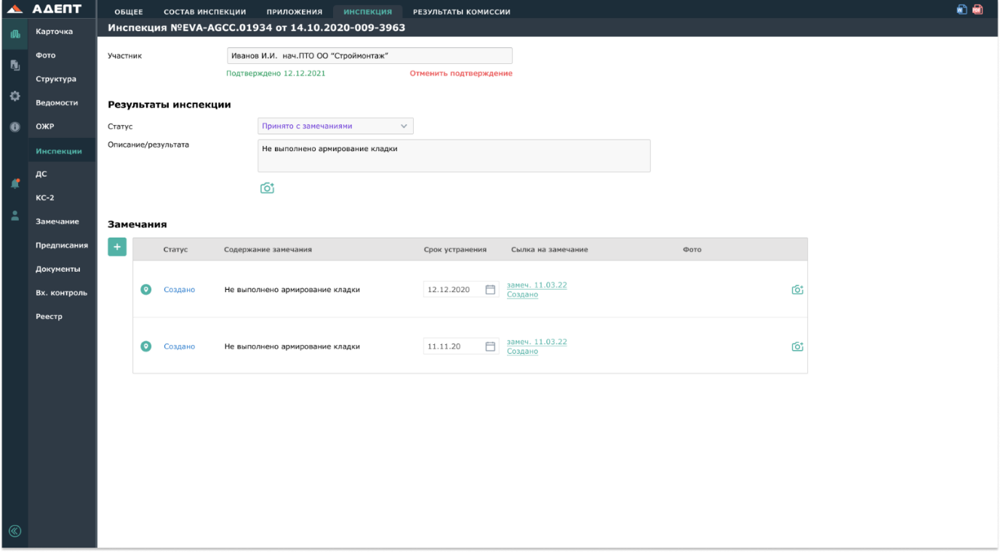 АДЕПТ
ОБЩЕЕ СОСТАВ ИНСПЕКЦИИ ПРИЛОЖЕНИЯ ИНСПЕКЦИЯ РЕЗУЛЬТАТЫ КОМИССИИ
Инспекция №EVA-AGCC.01934 от 14.10.2020-009-3963
Карточка
Фото
Структура
Ведомости
ОЖР
Инспекции
ДС
КС-2
Замечание
Предписания
Документы
Вх. контроль
Реестр
Участник
Иванов И.И. нач.ПТО ОО “Строймонтаж”
Подтверждено 12.12.2021 Отменить подтверждение
Результаты инспекции
Статус
Принято с замечаниями
Описание/результата
Не выполнено армирование кладки
Замечания
+
Статус Содержание замечания Срок устранения Сылка на замечание Фото
Создано Не выполнено армирование кладки 12.12.2020 замеч. 11.03.22
Создано
Создано Не выполнено армирование кладки 11.11.20 замеч. 11.03.22
Создано